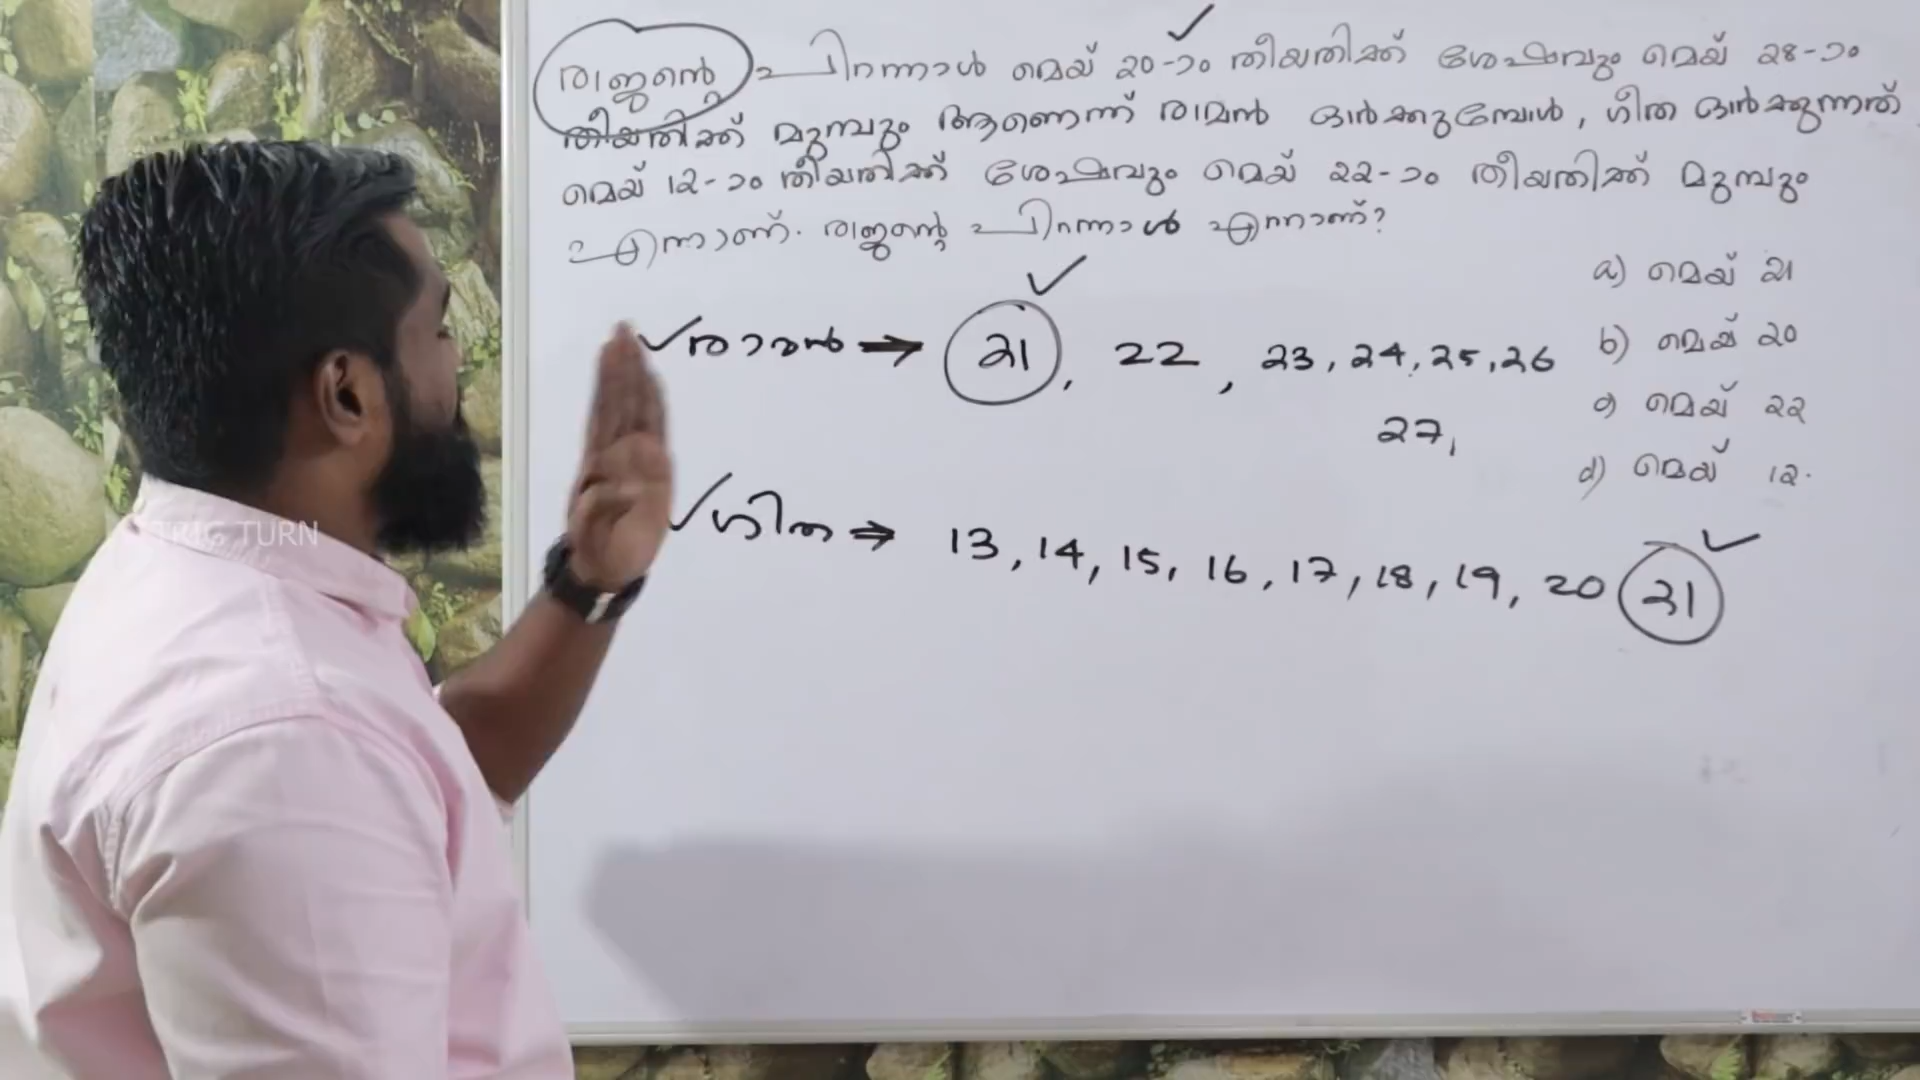 രാജന്റെ പിറന്നാൾ മെയ് 20-ാം തീയതിക്ക് ശേഷവും മെയ് 28-ാം
തീയതിക്ക് മുമ്പും ആണെന്ന് രാമൻ ഓർക്കുമ്പോൾ, ഗീത ഓർക്കുന്നത്
മെയ് 12-ാം തീയതിക്ക് ശേഷവും മെയ് 22-ാം തീയതിക്ക് മുമ്പും
എന്നാണ്. രാജന്റെ പിറന്നാൾ എന്നാണ്?
a) മെയ് 21
രാമൻ → 21, 22, 23, 24, 25, 26
b) മെയ് 20
c) മെയ് 22
27,
d) മെയ് 12.
ഗീത ⇒ 13, 14, 15, 16, 17, 18, 19, 20 21
TRIG TURN